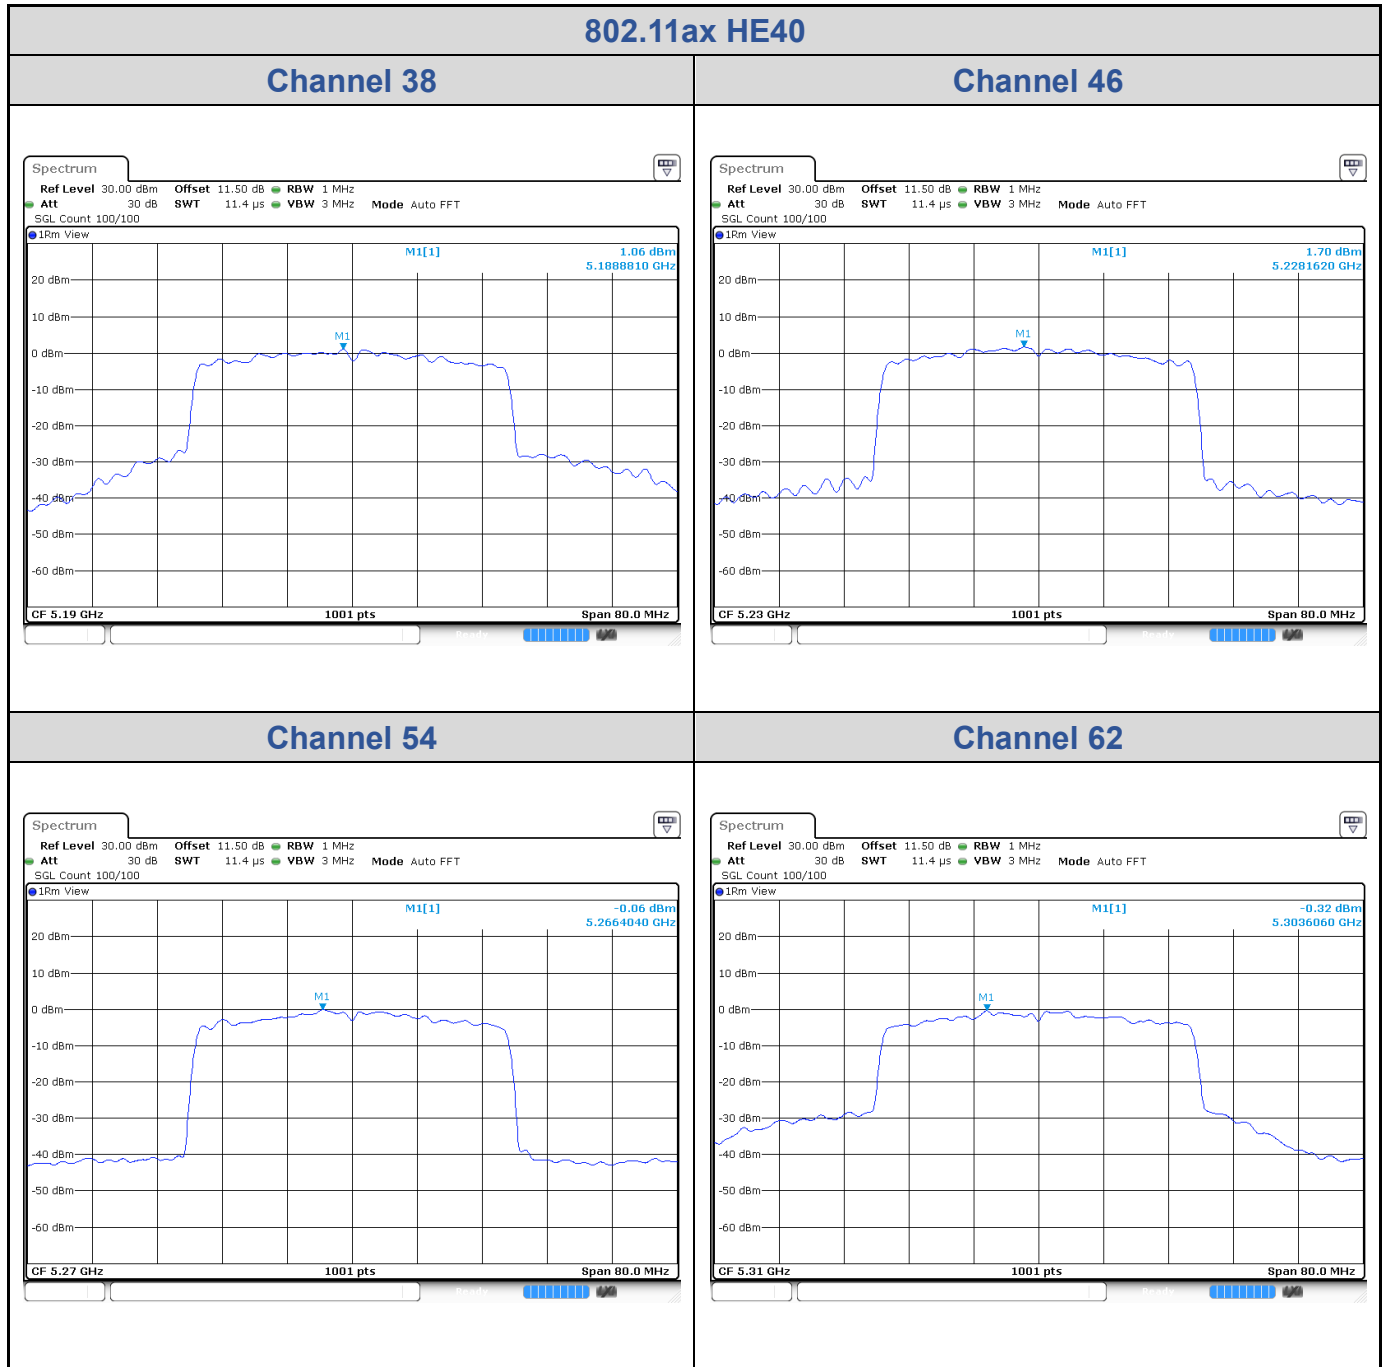 802.11ax HE40
Channel 38
Channel 46
Spectrum
Ref Level 30.00 dBm Offset 11.50 dB RBW 1 MHz
Att 30 dB SWT 11.4 µs VBW 3 MHz Mode Auto FFT
SGL Count 100/100
1Rm View
M1[1] 1.06 dBm
5.1888810 GHz
20 dBm
10 dBm
M1
0 dBm
-10 dBm
-20 dBm
-30 dBm
-40 dBm
-50 dBm
-60 dBm
CF 5.19 GHz 1001 pts Span 80.0 MHz
Ready
Spectrum
Ref Level 30.00 dBm Offset 11.50 dB RBW 1 MHz
Att 30 dB SWT 11.4 µs VBW 3 MHz Mode Auto FFT
SGL Count 100/100
1Rm View
M1[1] 1.70 dBm
5.2281620 GHz
20 dBm
10 dBm
M1
0 dBm
-10 dBm
-20 dBm
-30 dBm
-40 dBm
-50 dBm
-60 dBm
CF 5.23 GHz 1001 pts Span 80.0 MHz
Ready
Channel 54
Channel 62
Spectrum
Ref Level 30.00 dBm Offset 11.50 dB RBW 1 MHz
Att 30 dB SWT 11.4 µs VBW 3 MHz Mode Auto FFT
SGL Count 100/100
1Rm View
M1[1] -0.06 dBm
5.2664040 GHz
20 dBm
10 dBm
M1
0 dBm
-10 dBm
-20 dBm
-30 dBm
-40 dBm
-50 dBm
-60 dBm
CF 5.27 GHz 1001 pts Span 80.0 MHz
Ready
Spectrum
Ref Level 30.00 dBm Offset 11.50 dB RBW 1 MHz
Att 30 dB SWT 11.4 µs VBW 3 MHz Mode Auto FFT
SGL Count 100/100
1Rm View
M1[1] -0.32 dBm
5.3036060 GHz
20 dBm
10 dBm
M1
0 dBm
-10 dBm
-20 dBm
-30 dBm
-40 dBm
-50 dBm
-60 dBm
CF 5.31 GHz 1001 pts Span 80.0 MHz
Ready